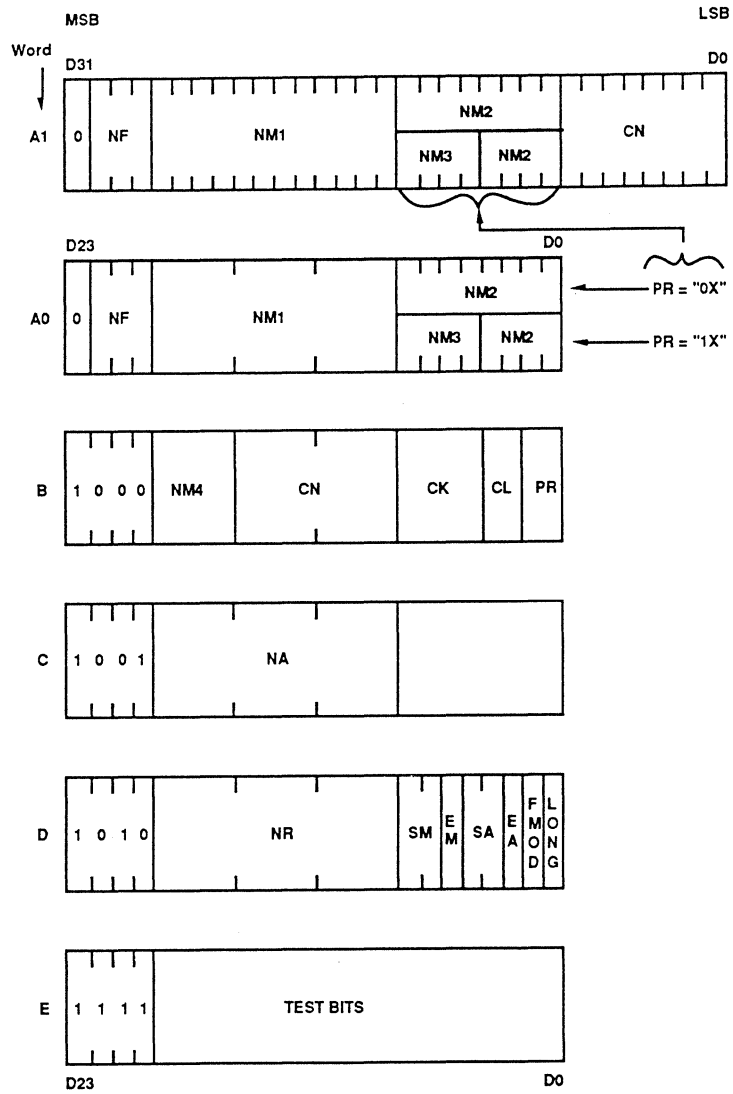 MSB LSB
Word
D31 D0
A1 0 NF NM1 NM2 CN
NM3 NM2
D23 D0
A0 0 NF NM1 NM2 PR = "0X"
NM3 NM2 PR = "1X"
B 1 0 0 0 NM4 CN CK CL PR
C 1 0 0 1 NA
D 1 0 1 0 NR SM EM SA EA FMOD LONG
E 1 1 1 1 TEST BITS
D23 D0